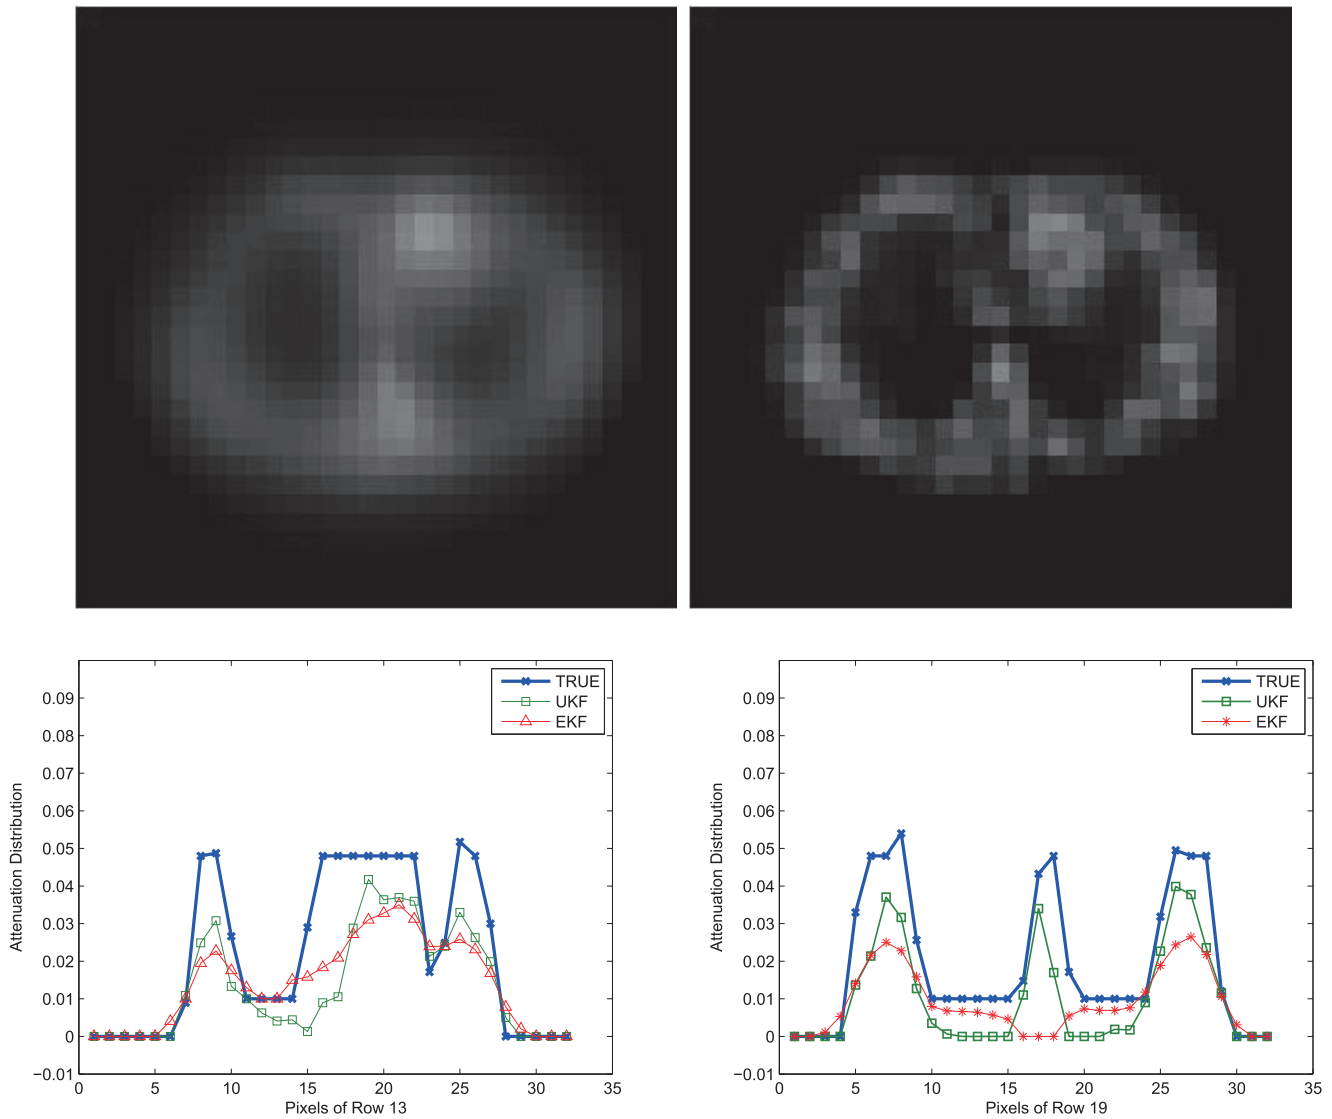 TRUE
UKF
EKF
0.09
0.08
0.07
0.06
0.05
0.04
0.03
0.02
0.01
0
−0.01
Attenuation Distribution
0 5 10 15 20 25 30 35
Pixels of Row 13
TRUE
UKF
EKF
0.09
0.08
0.07
0.06
0.05
0.04
0.03
0.02
0.01
0
−0.01
Attenuation Distribution
0 5 10 15 20 25 30 35
Pixels of Row 19